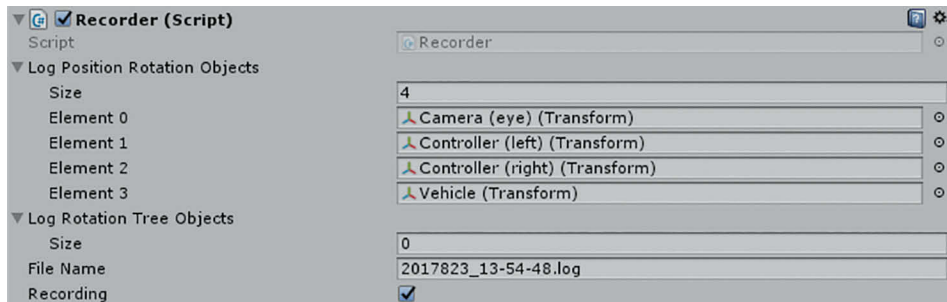 Recorder (Script)
Script Recorder
Log Position Rotation Objects
Size 4
Element 0 Camera (eye) (Transform)
Element 1 Controller (left) (Transform)
Element 2 Controller (right) (Transform)
Element 3 Vehicle (Transform)
Log Rotation Tree Objects
Size 0
File Name 2017823_13-54-48.log
Recording